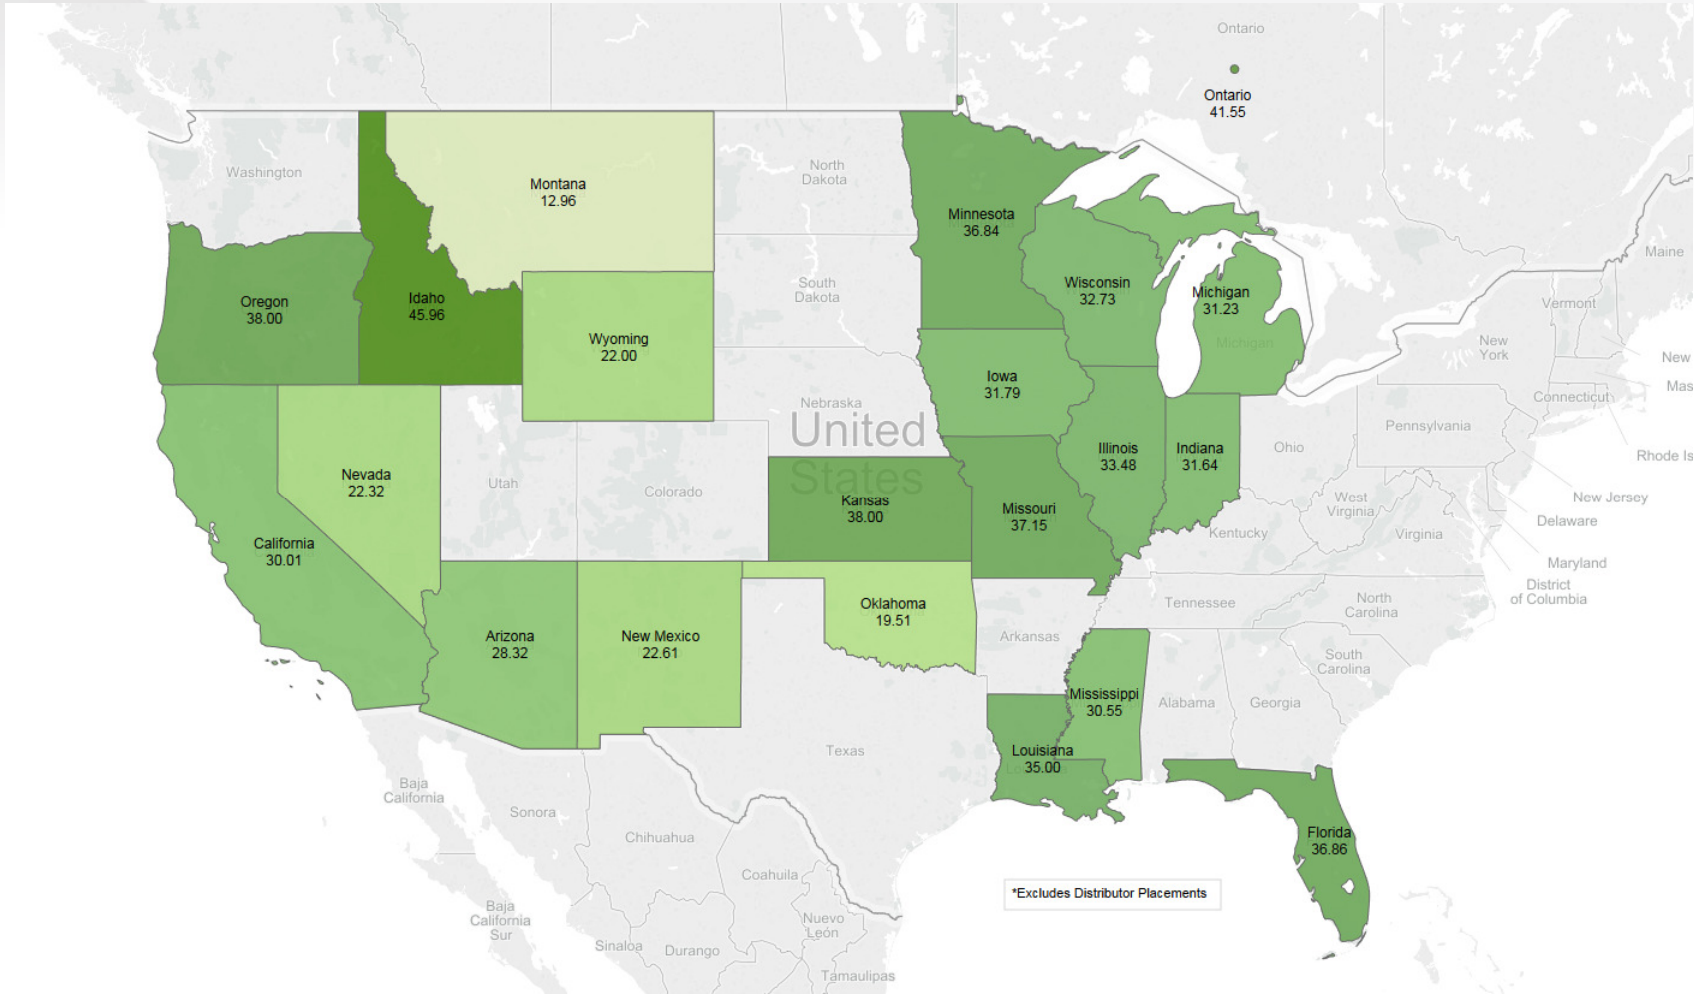 Ontario
Ontario
41.55
Washington
Montana
12.96
North
Dakota
Minnesota
36.84
Maine
Oregon
38.00
Idaho
45.96
South
Dakota
Wisconsin
32.73
Michigan
31.23
Michigan
Vermont
New
York
New
Wyoming
22.00
Iowa
31.79
Mas
Connecticut
Nebraska
United
States
Pennsylvania
Rhode Is
Nevada
22.32
Utah
Colorado
Kansas
38.00
Missouri
37.15
Illinois
33.48
Indiana
31.64
Ohio
West
Virginia
Virginia
Kentucky
New Jersey
Delaware
Maryland
District
of Columbia
California
30.01
Arizona
28.32
New Mexico
22.61
Oklahoma
19.51
Arkansas
Tennessee
North
Carolina
South
Carolina
Mississippi
30.55
Alabama
Georgia
Louisiana
35.00
Texas
Florida
36.86
Baja
California
Sonora
Chihuahua
Coahuila
*Excludes Distributor Placements
Baja
California
Sur
Sinaloa
Durango
Nuevo
León
Tamaulipas